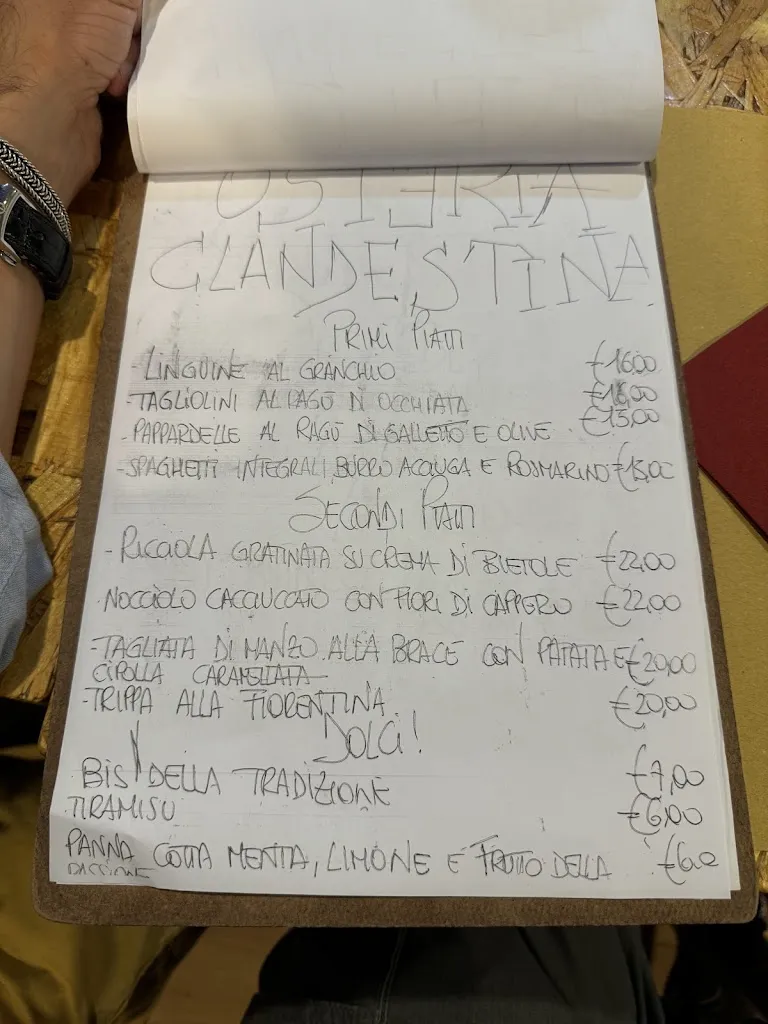 OSTERIA
CLANDESTINA
PRIMI PIATTI
- LINGUINE AL GRANCHIO €16,00
- TAGLIOLINI AL RAGÙ DI OCCHIATA €16,00
- PAPPARDELLE AL RAGÙ DI GALLETTO E OLIVE €15,00
- SPAGHETTI INTEGRALI, BURRO ACCIUGA E ROSMARINO €15,00
SECONDI PIATTI
- RICCIOLA GRATINATA SU CREMA DI BIETOLE €22,00
- NOCCIOLO CACCIUCCATO CON FIORI DI CAPPERO €22,00
- TAGLIATA DI MANZO ALLA BRACE CON PATATA E €20,00
CIPOLLA CARAMELLATA
- TRIPPA ALLA FIORENTINA €20,00
DOLCI!
BIS DELLA TRADIZIONE €7,00
TIRAMISU €6,00
PANNA COTTA MENTA, LIMONE E FRUTTO DELLA €6,0
PASSIONE